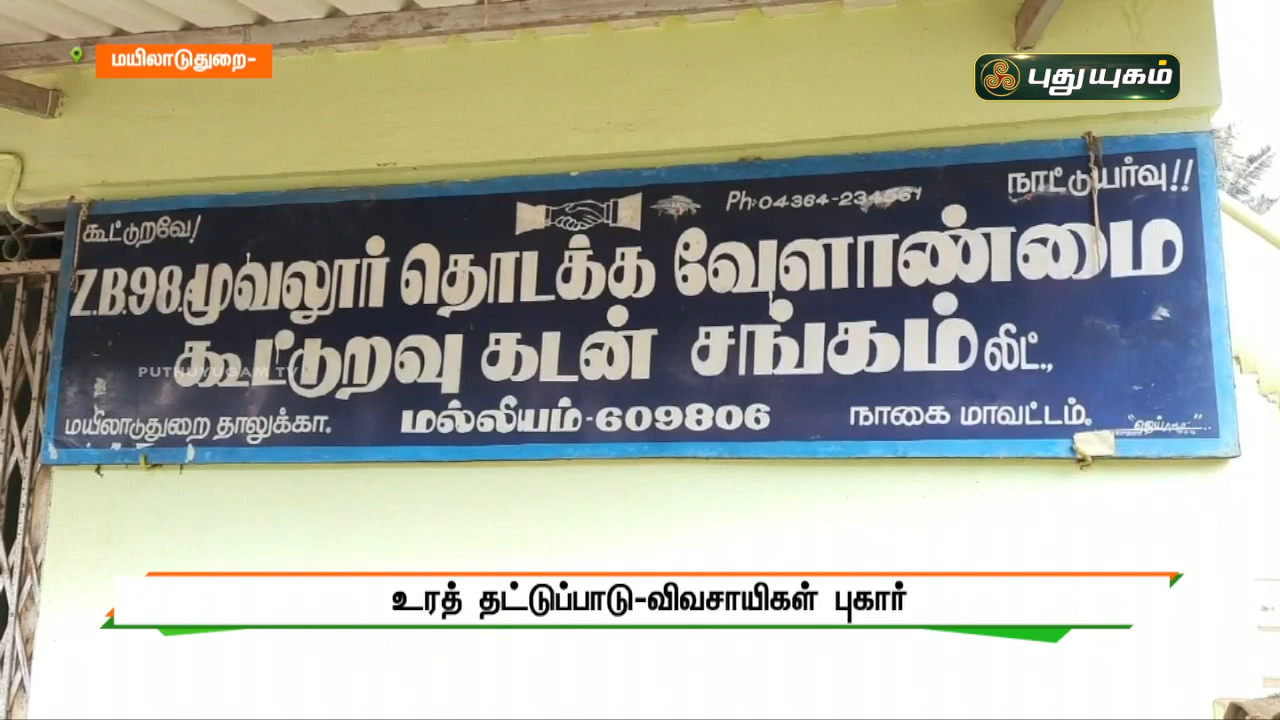 மயிலாடுதுறை-
புதுயுகம்
கூட்டுறவே! Ph: 04364-234561 நாட்டுயர்வு!!
Z.B.98.மூவலூர் தொடக்க வேளாண்மை
கூட்டுறவு கடன் சங்கம் லிட்.,
PUTHUYUGAM TV
மயிலாடுதுறை தாலுக்கா. மல்லியம்-609806 நாகை மாவட்டம்.
உரத் தட்டுப்பாடு-விவசாயிகள் புகார்